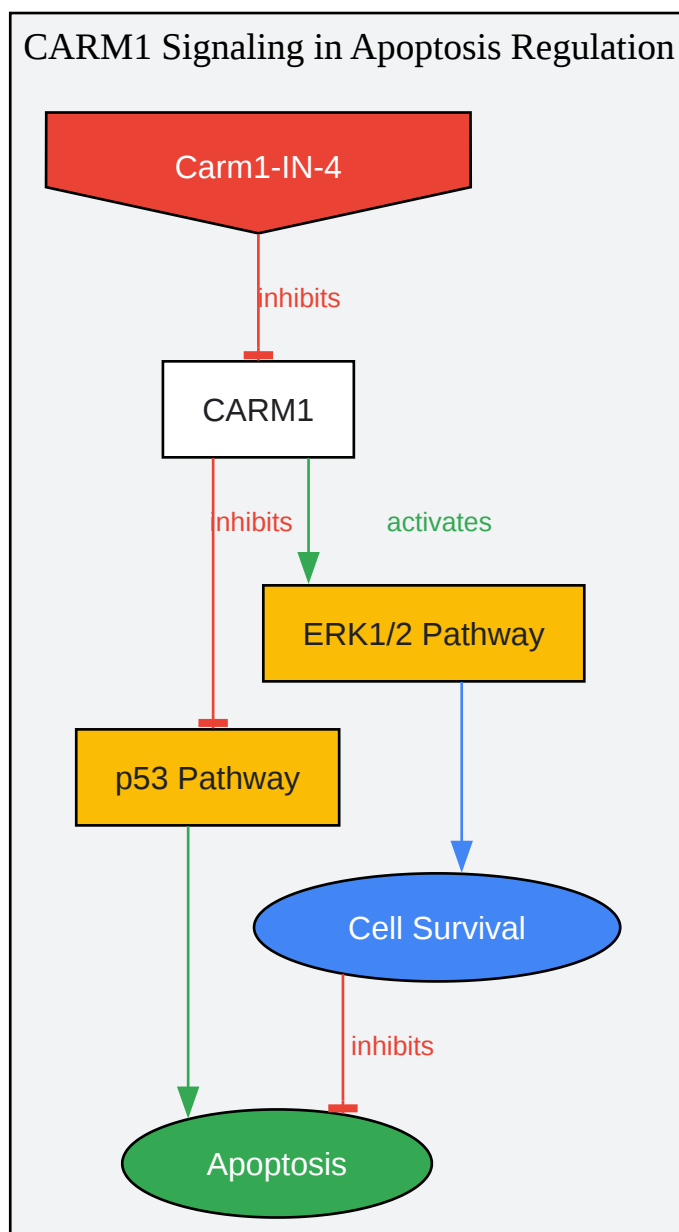 CARM1 Signaling in Apoptosis Regulation
Carm1-IN-4
inhibits
CARM1
inhibits
activates
ERK1/2 Pathway
p53 Pathway
Cell Survival
inhibits
Apoptosis